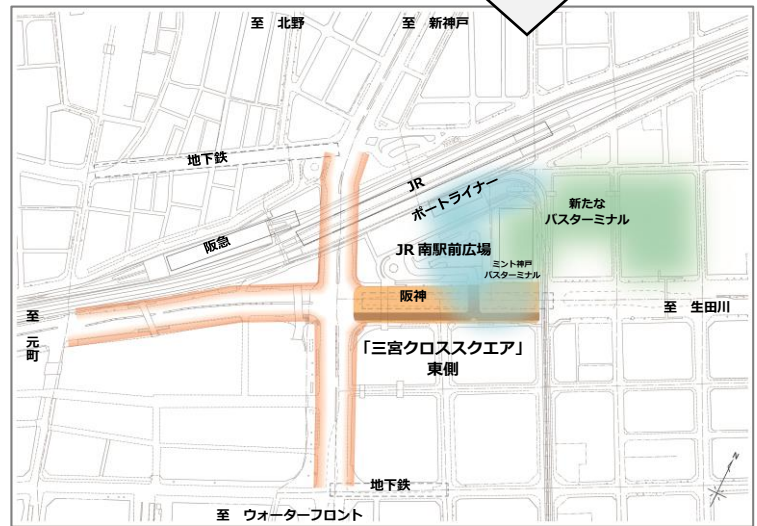 至 北野
至 新神戸
地下鉄
JR
ポートライナー
阪急
新たな
バスターミナル
JR 南駅前広場
ミント神戸
バスターミナル
阪神
至 生田川
至 元町
「三宮クロススクエア」
東側
地下鉄
至 ウォーターフロント
N